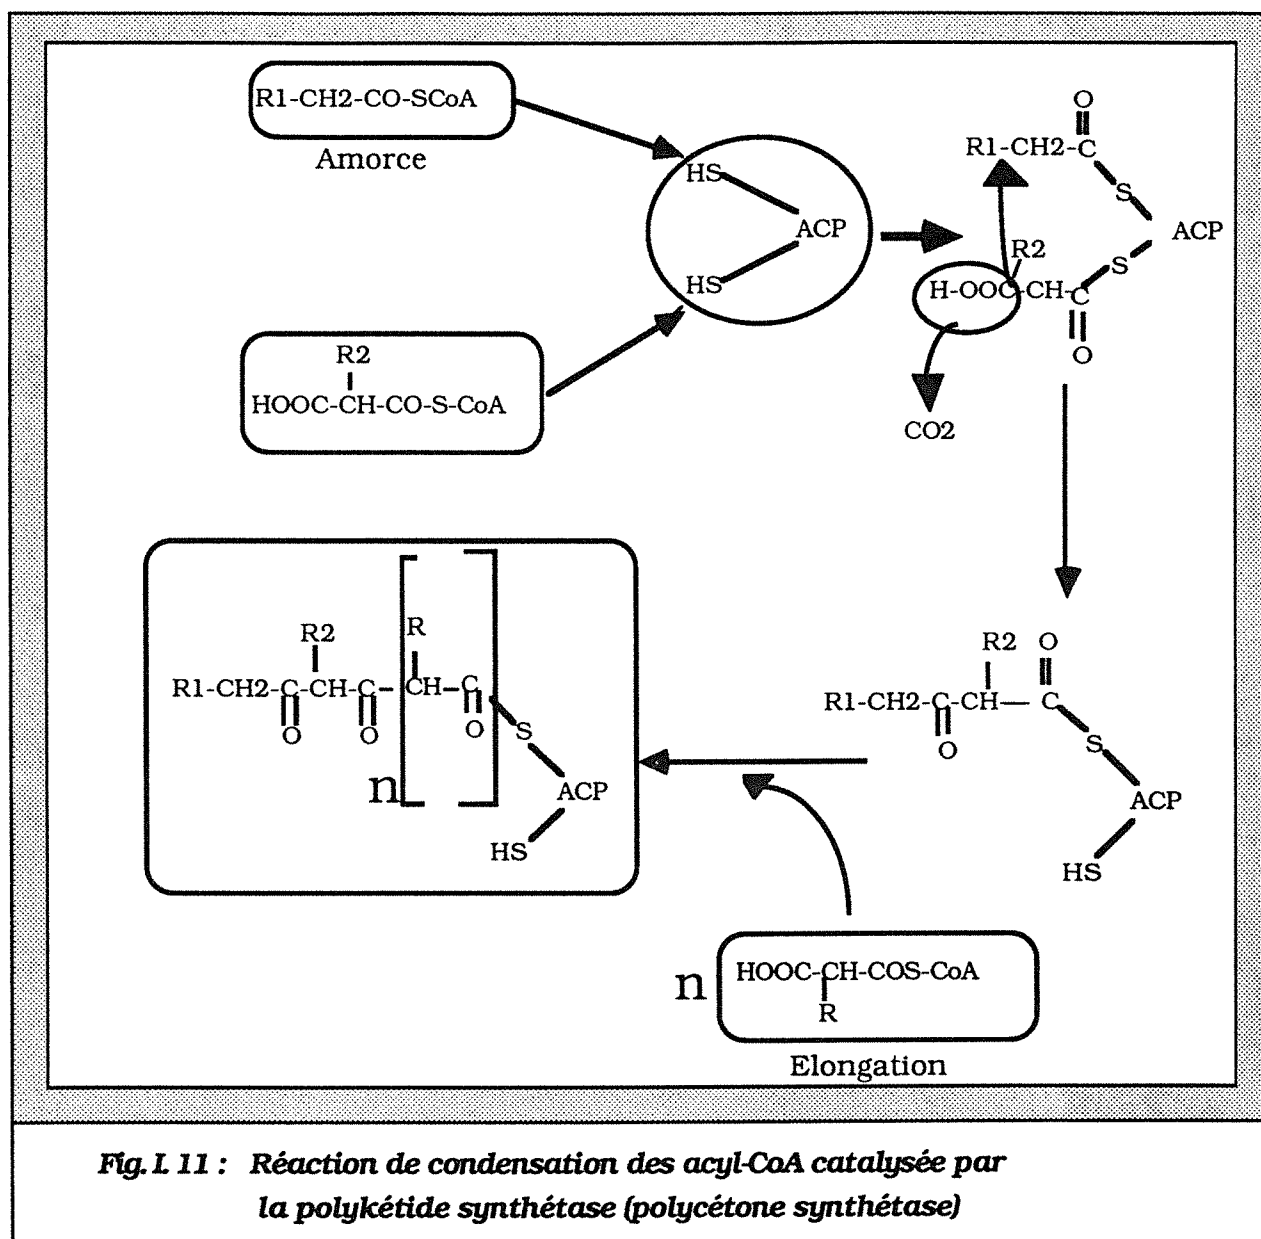 R1-CH2-CO-SCoA
Amorce
HS
ACP
HS
R2
HOOC-CH-CO-S-CoA
O
R1-CH2-C
S
ACP
S
R2
H-OOC-CH-C
O
CO2
R2 O
R1-CH2-C-CH—C
O
S
ACP
HS
R2
R
R1-CH2-C-CH-C-CH-C
O O O
S
n
ACP
HS
n
HOOC-CH-COS-CoA
R
Elongation
Fig. I. 11 : Réaction de condensation des acyl-CoA catalysée par
la polykétide synthétase (polycétone synthétase)